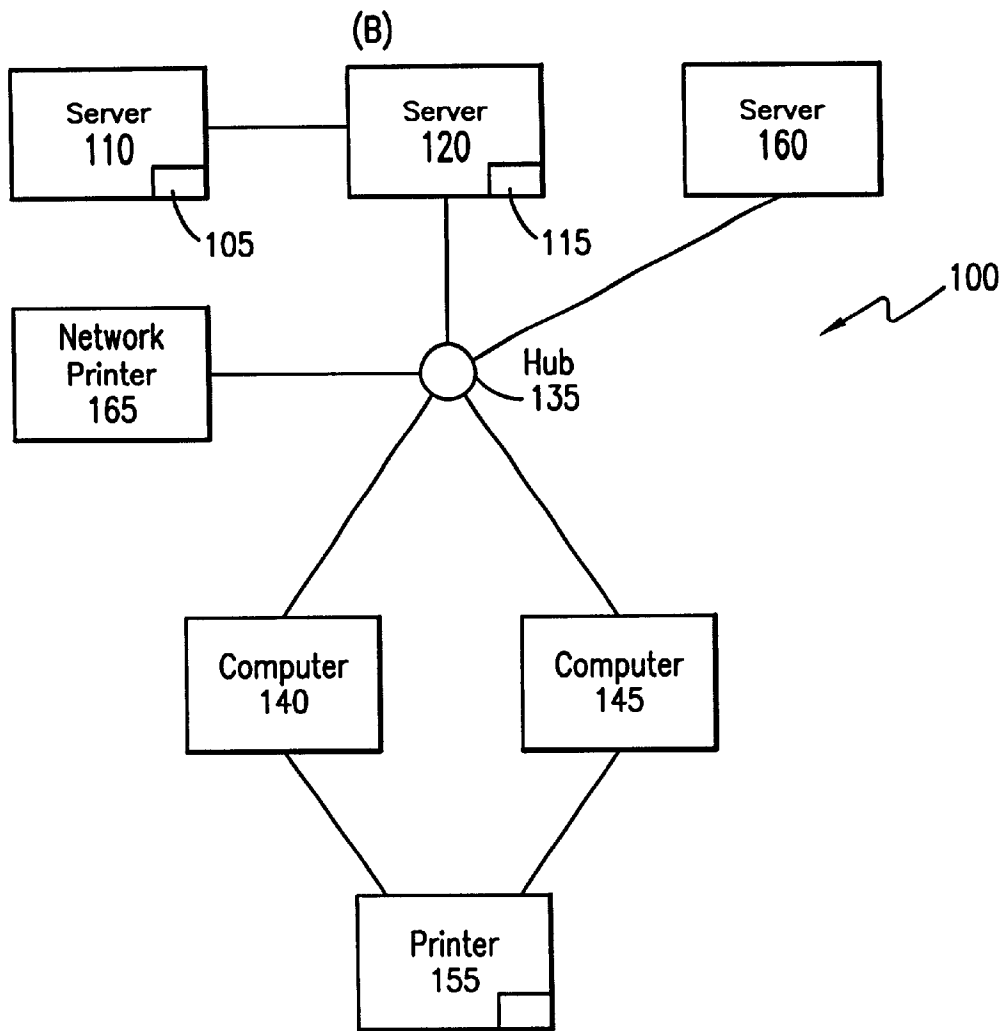 (B)
Server
110
Server
120
Server
160
105
115
100
Network
Printer
165
Hub
135
Computer
140
Computer
145
Printer
155